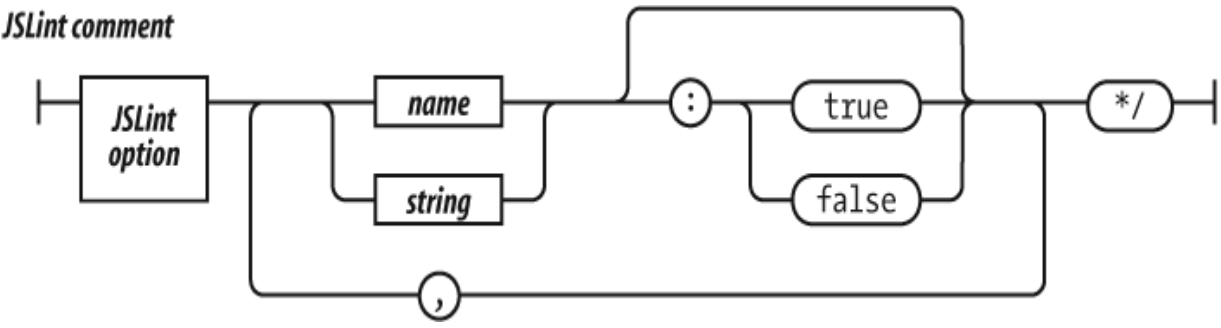 JSLint comment
JSLint
option
name
:
true
*/
string
false
,